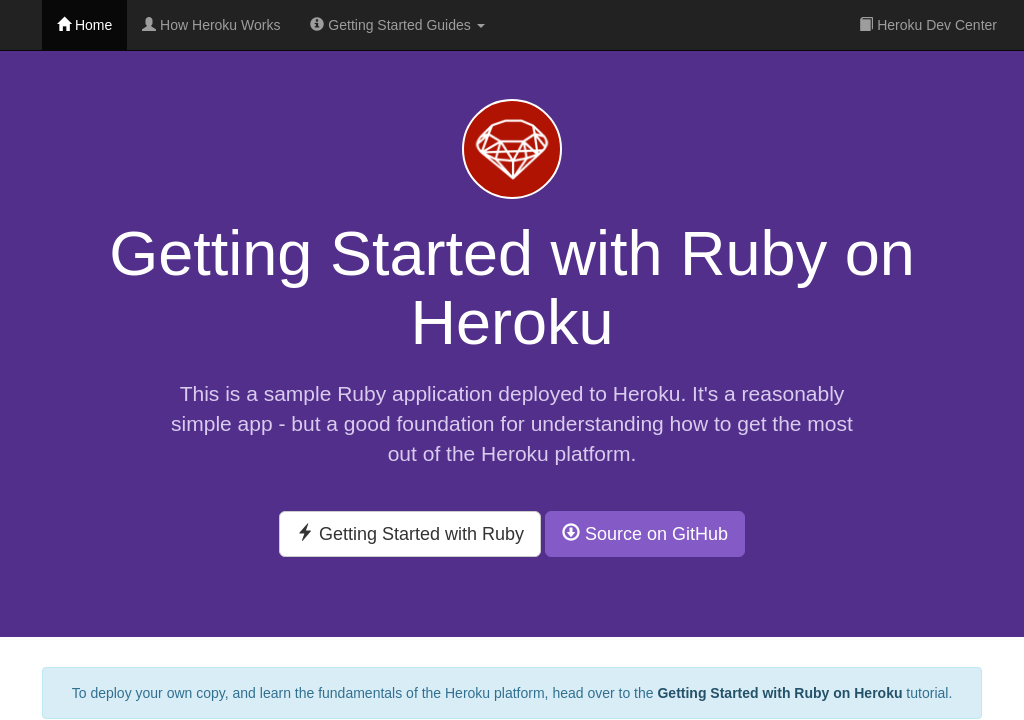 Home
How Heroku Works
Getting Started Guides
Heroku Dev Center
Getting Started with Ruby on
Heroku
This is a sample Ruby application deployed to Heroku. It's a reasonably
simple app - but a good foundation for understanding how to get the most
out of the Heroku platform.
Getting Started with Ruby
Source on GitHub
To deploy your own copy, and learn the fundamentals of the Heroku platform, head over to the Getting Started with Ruby on Heroku tutorial.